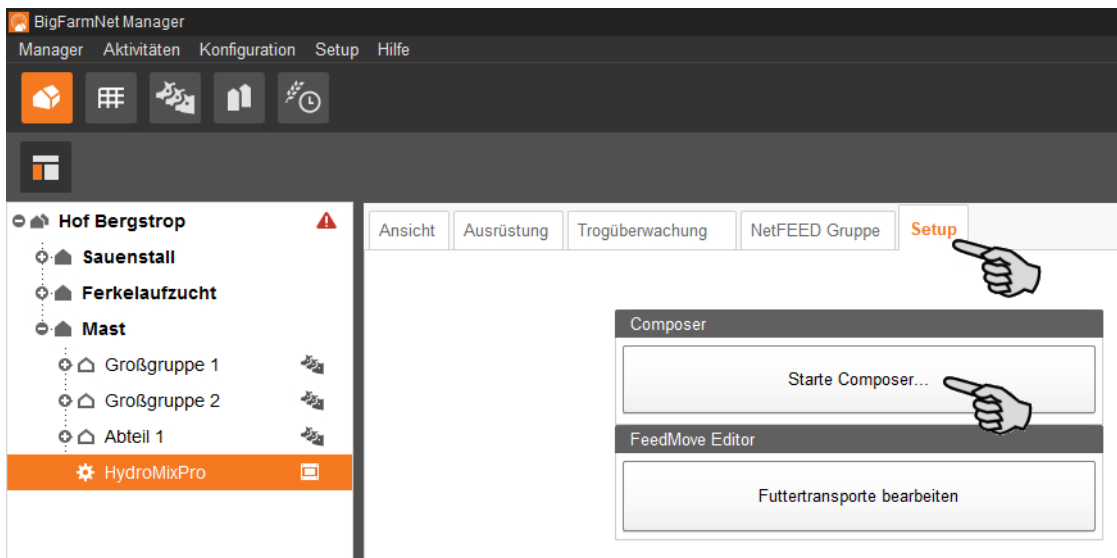 BigFarmNet Manager
Manager Aktivitäten Konfiguration Setup Hilfe
Hof Bergstrop
Sauenstall
Ferkelaufzucht
Mast
Großgruppe 1
Großgruppe 2
Abteil 1
HydroMixPro
Ansicht Ausrüstung Trogüberwachung NetFEED Gruppe Setup
Composer
Starte Composer...
FeedMove Editor
Futtertransporte bearbeiten